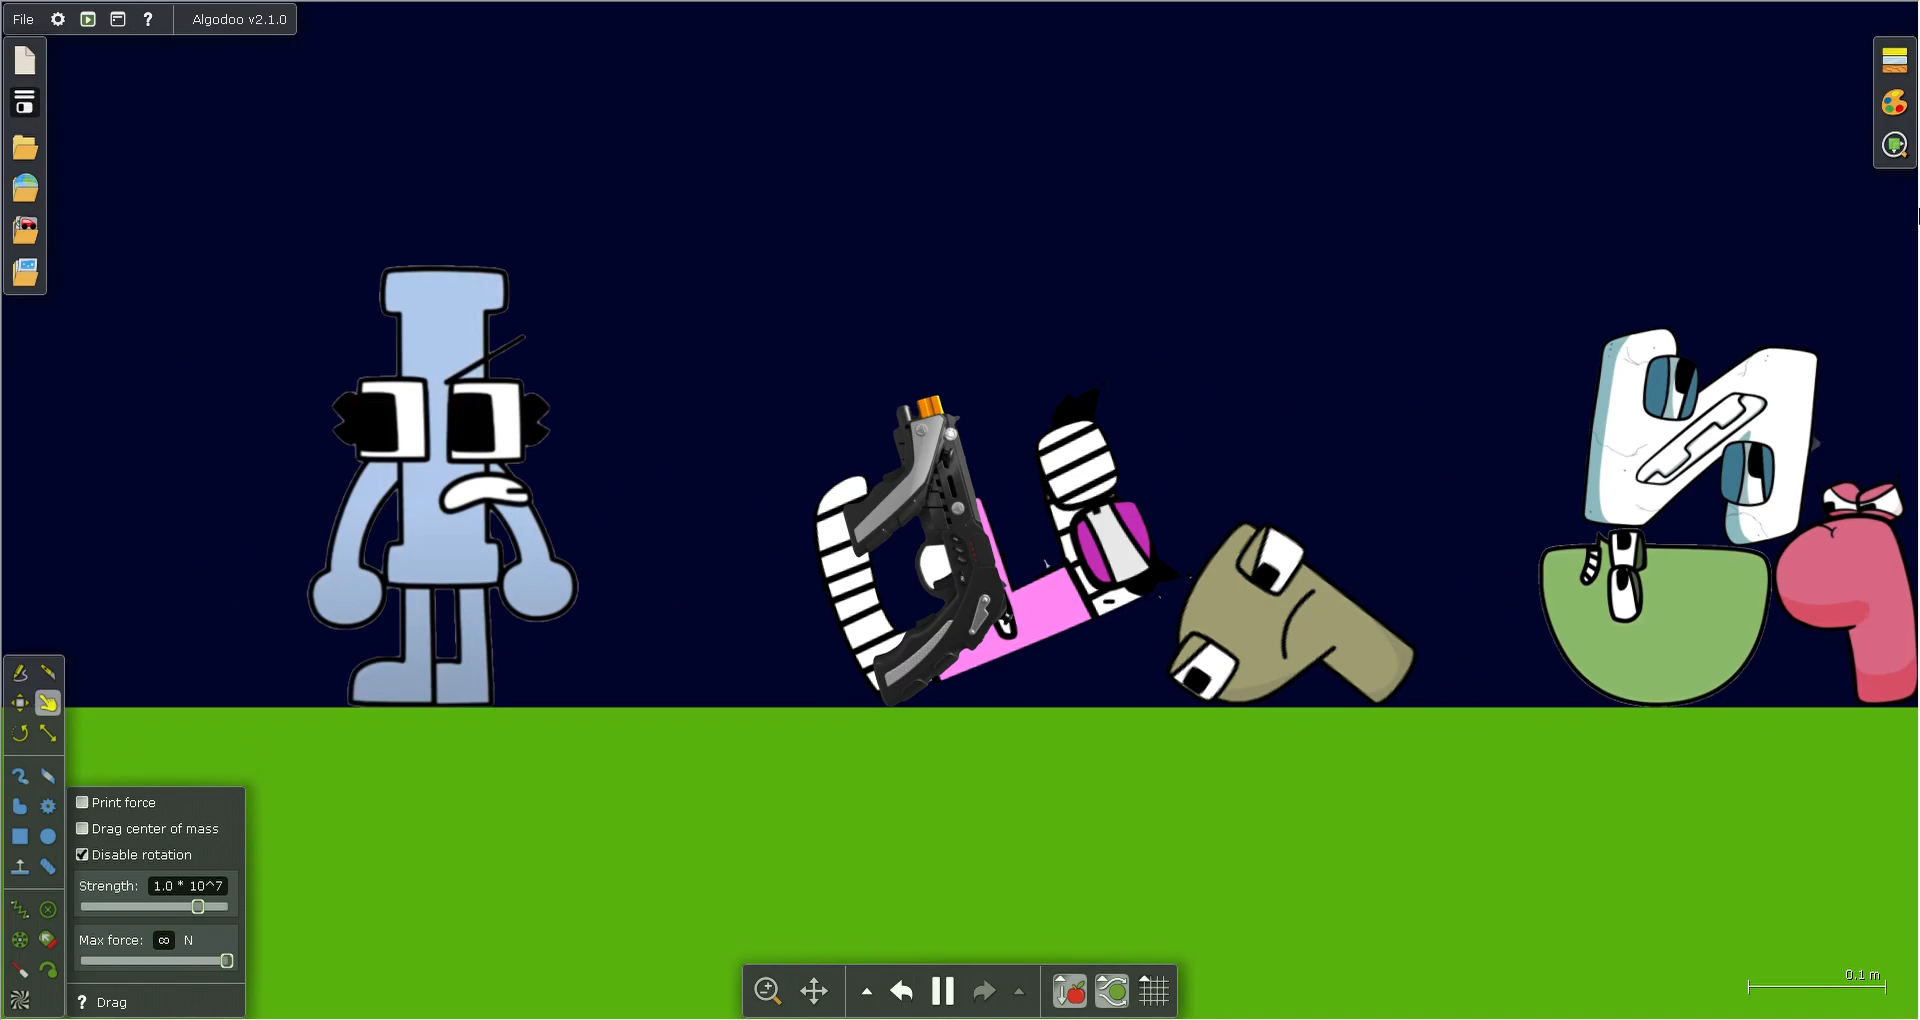 File ? Algodoo v2.1.0
Print force
Drag center of mass
Disable rotation
Strength: 1.0 * 10^7
Max force: ∞ N
? Drag
0.1 m